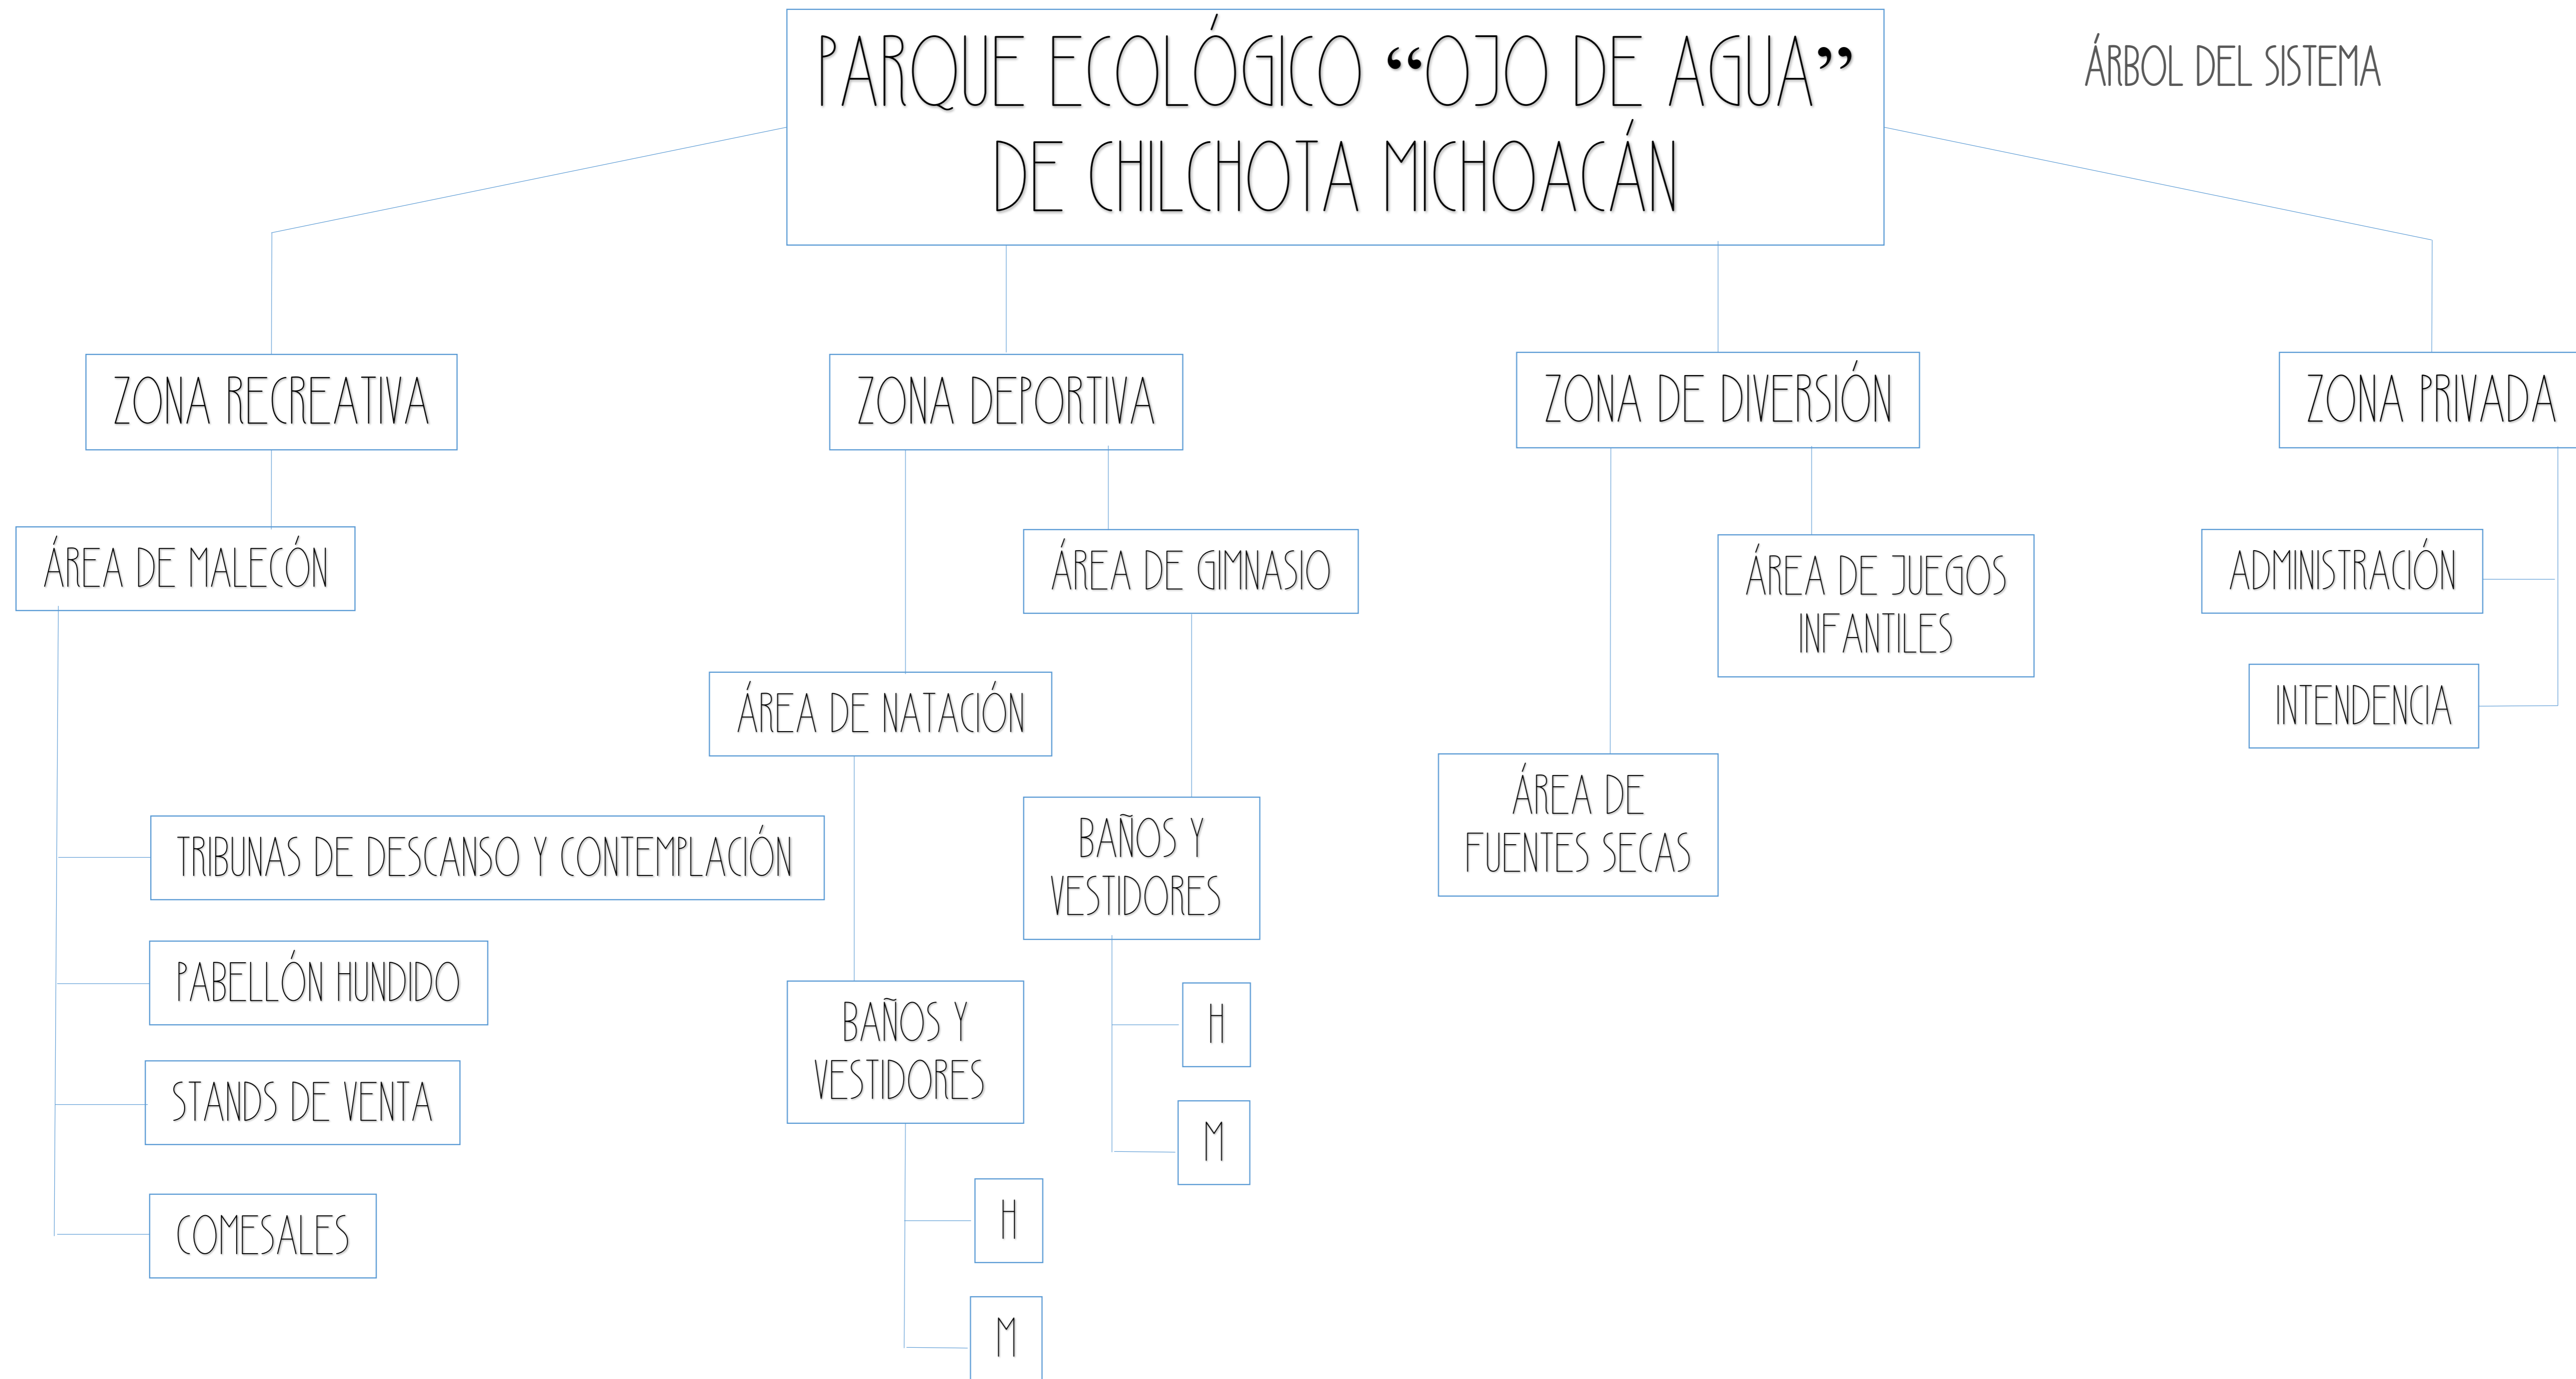 PARQUE ECOLÓGICO “OJO DE AGUA”
DE CHILCHOTA MICHOACÁN
ÁRBOL DEL SISTEMA
ZONA RECREATIVA
ZONA DEPORTIVA
ZONA DE DIVERSIÓN
ZONA PRIVADA
ÁREA DE MALECÓN
ÁREA DE GIMNASIO
ÁREA DE JUEGOS
INFANTILES
ADMINISTRACIÓN
ÁREA DE NATACIÓN
INTENDENCIA
TRIBUNAS DE DESCANSO Y CONTEMPLACIÓN
BAÑOS Y
VESTIDORES
ÁREA DE
FUENTES SECAS
PABELLÓN HUNDIDO
BAÑOS Y
VESTIDORES
H
STANDS DE VENTA
M
COMESALES
H
M